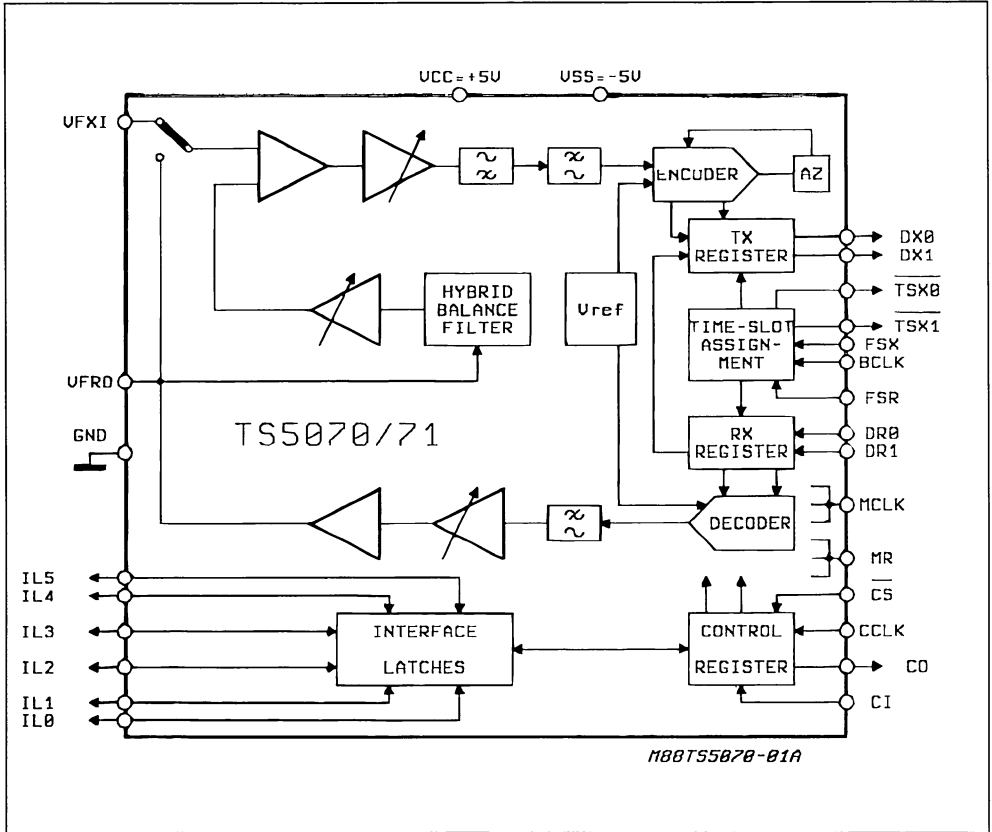 VCC=+5V VSS=-5V
VFXI
ENCODER
AZ
TX
REGISTER
DX0
DX1
TSX0
HYBRID
BALANCE
FILTER
Vref
TIME-SLOT
ASSIGN-
MENT
TSX1
FSX
BCLK
VFRO
FSR
TS5070/71
GND
RX
REGISTER
DR0
DR1
DECODER
MCLK
MR
IL5
IL4
IL3
IL2
IL1
IL0
INTERFACE
LATCHES
CONTROL
REGISTER
CS
CCLK
CO
CI
M88TS5070-01A